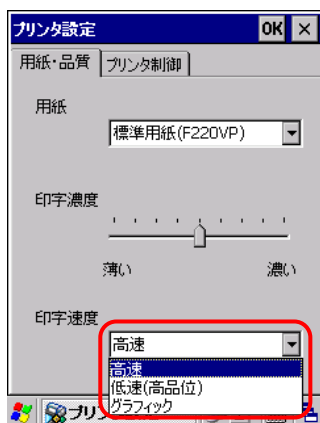 プリンタ設定 OK ×
用紙・品質 プリンタ制御
用紙
標準用紙(F220VP)
印字濃度
薄い 濃い
印字速度
高速
高速
低速(高品位)
グラフィック
プリ